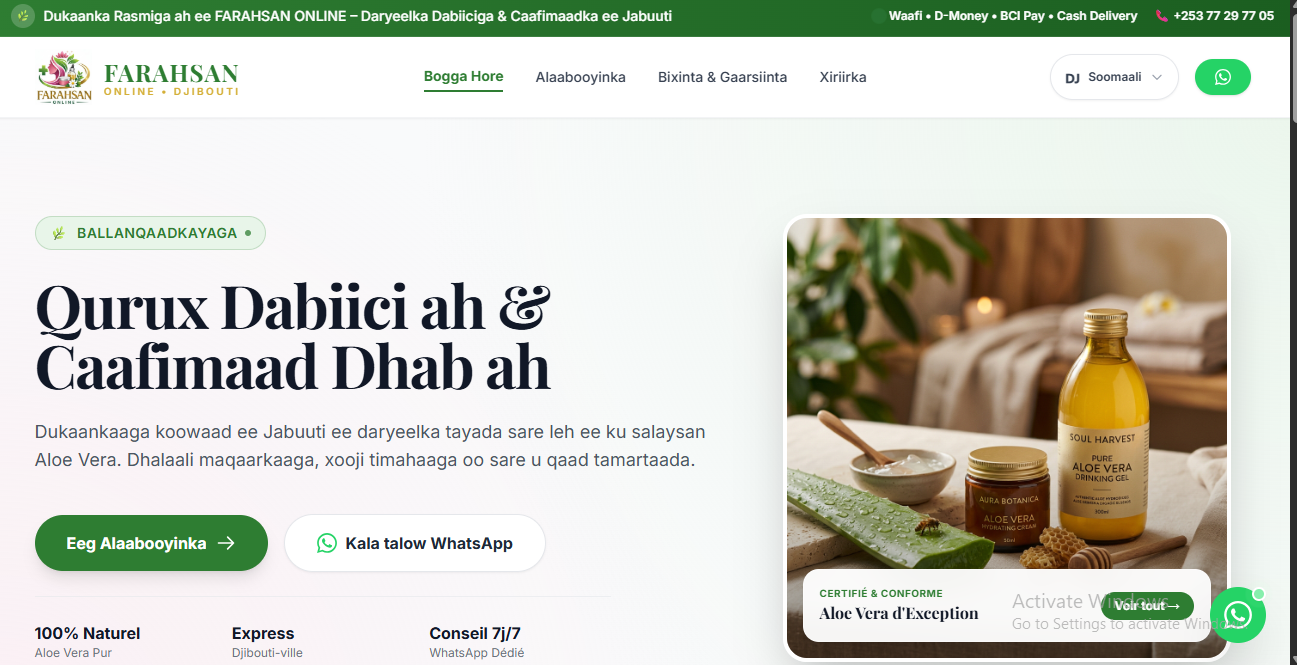 Dukaanka Rasmiga ah ee FARAHSAN ONLINE – Daryeelka Dabiiciga & Caafimaadka ee Jabuuti
Waafi • D-Money • BCI Pay • Cash Delivery
+253 77 29 77 05
FARAHSAN
ONLINE
FARAHSAN
ONLINE • DJIBOUTI
Bogga Hore
Alaabooyinka
Bixinta & Gaarsiinta
Xiriirka
DJ Soomaali
BALLANQAADKAYAGA
Qurux Dabiici ah &
Caafimaad Dhab ah
Dukaankaaga koowaad ee Jabuuti ee daryeelka tayada sare leh ee ku salaysan
Aloe Vera. Dhalaali maqaarkaaga, xooji timahaaga oo sare u qaad tamartaada.
Eeg Alaabooyinka →
Kala talow WhatsApp
100% Naturel
Aloe Vera Pur
Express
Djibouti-ville
Conseil 7j/7
WhatsApp Dédié
SOUL HARVEST
PURE
ALOE VERA
DRINKING GEL
300ml
AURA BOTANICA
ALOE VERA
HYDRATING CREAM
CERTIFIÉ & CONFORME
Aloe Vera d'Exception
Voir tout →
Activate Windows
Go to Settings to activate Windows.